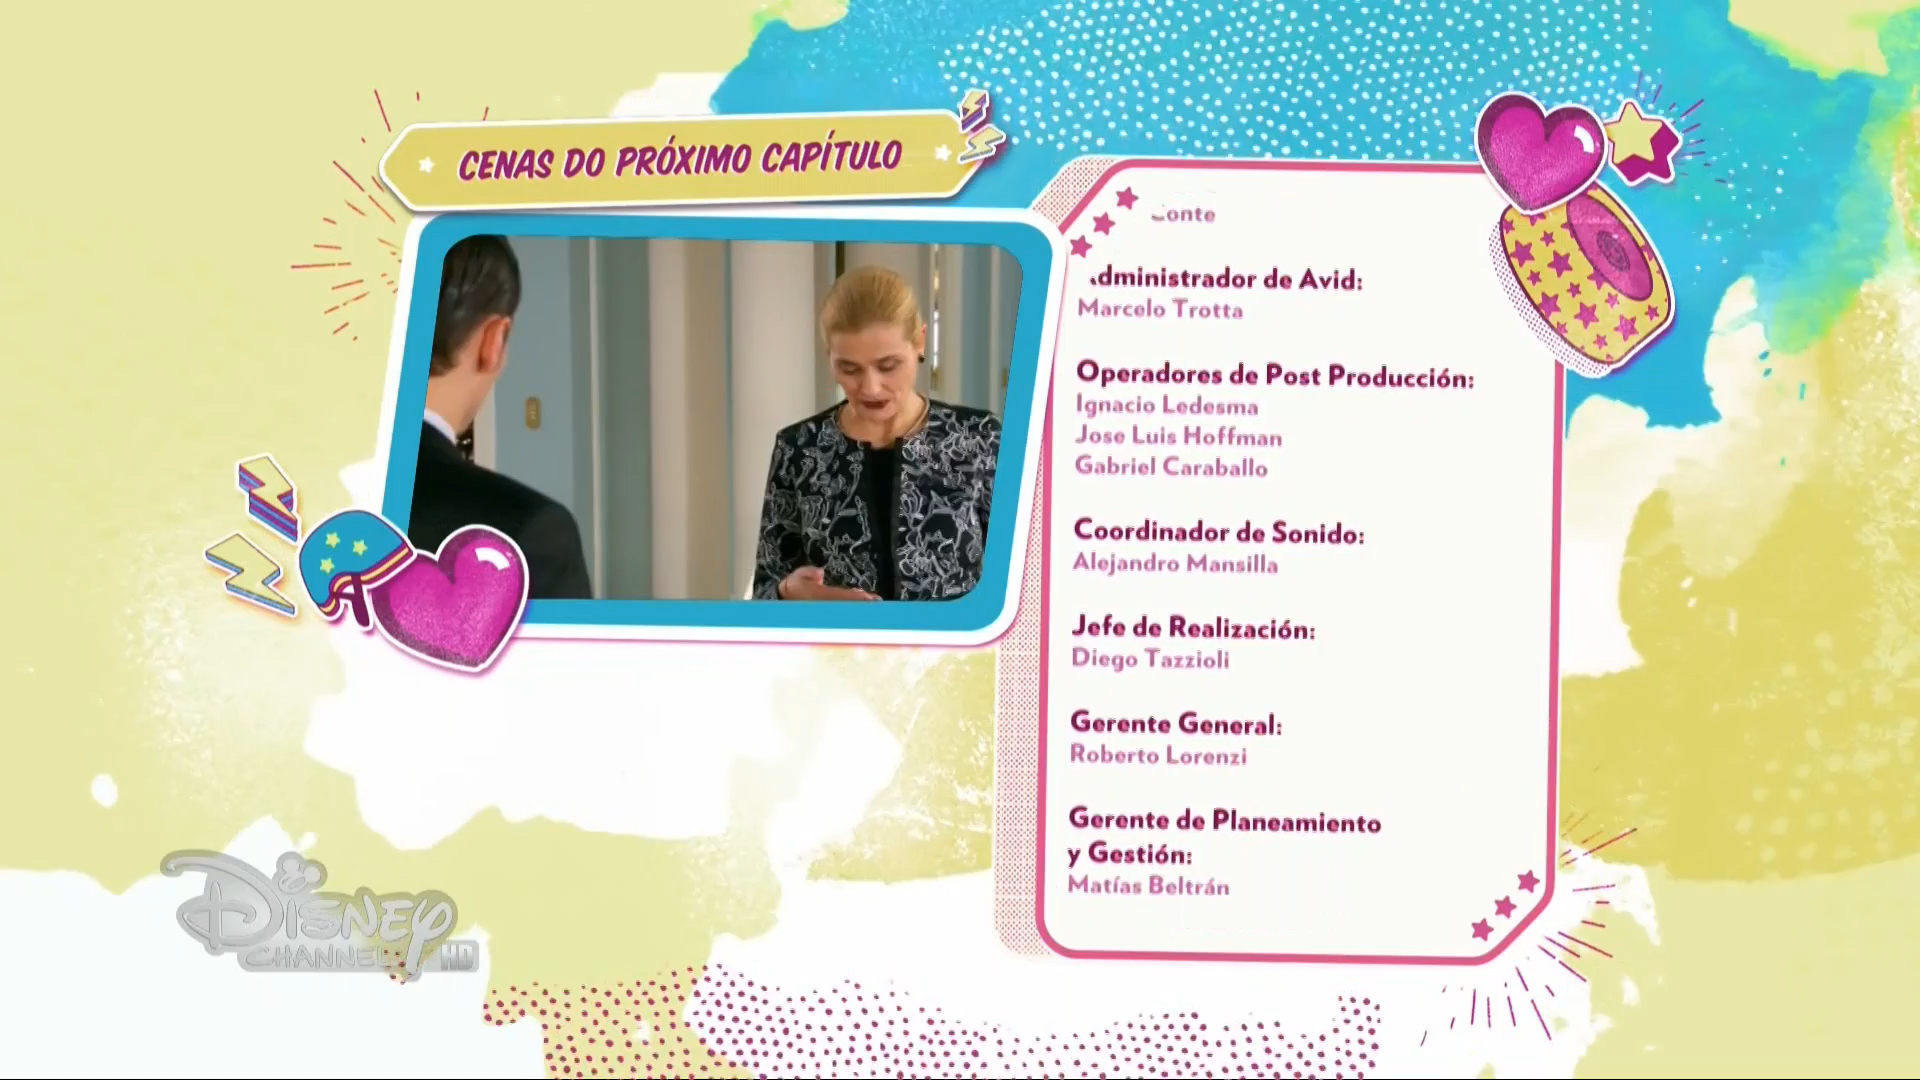 CENAS DO PRÓXIMO CAPÍTULO
de Avid:
Marcelo Trotta
Operadores de Post Producción:
Ignacio Ledesma
Jose Luis Hoffman
Gabriel Caraballo
Coordinador de Sonido:
Alejandro Mansilla
Jefe de Realización:
Diego Tazzioli
Gerente General:
Roberto Lorenzi
Gerente de Planeamiento
y Gestión:
Matías Beltrán
Disney
CHANNEL HD